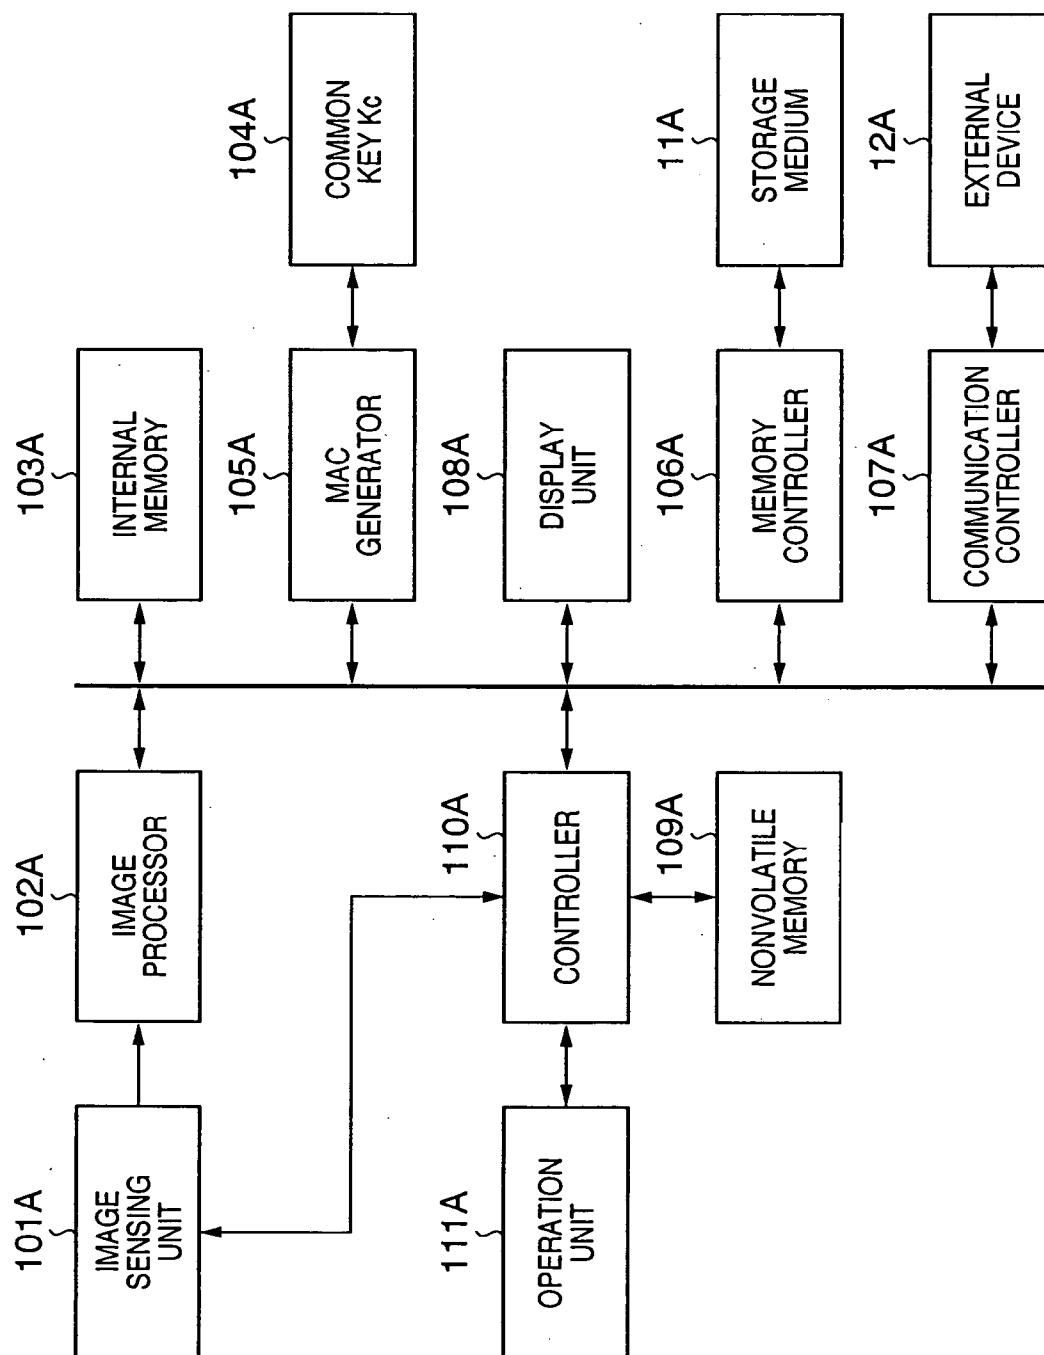 101A
IMAGE
SENSING
UNIT
102A
IMAGE
PROCESSOR
103A
INTERNAL
MEMORY
104A
COMMON
KEY Kc
105A
MAC
GENERATOR
111A
OPERATION
UNIT
110A
CONTROLLER
108A
DISPLAY
UNIT
109A
NONVOLATILE
MEMORY
106A
MEMORY
CONTROLLER
11A
STORAGE
MEDIUM
107A
COMMUNICATION
CONTROLLER
12A
EXTERNAL
DEVICE